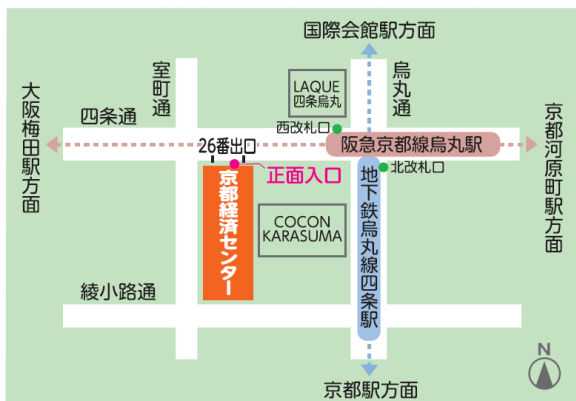 国際会館駅方面
室町通
LAQUE
四条烏丸
烏丸通
大阪梅田駅方面
四条通
西改札口
阪急京都線烏丸駅
京都河原町駅方面
26番出口
正面入口
北改札口
京都経済センター
COCON
KARASUMA
地下鉄烏丸線四条駅
綾小路通
京都駅方面
N